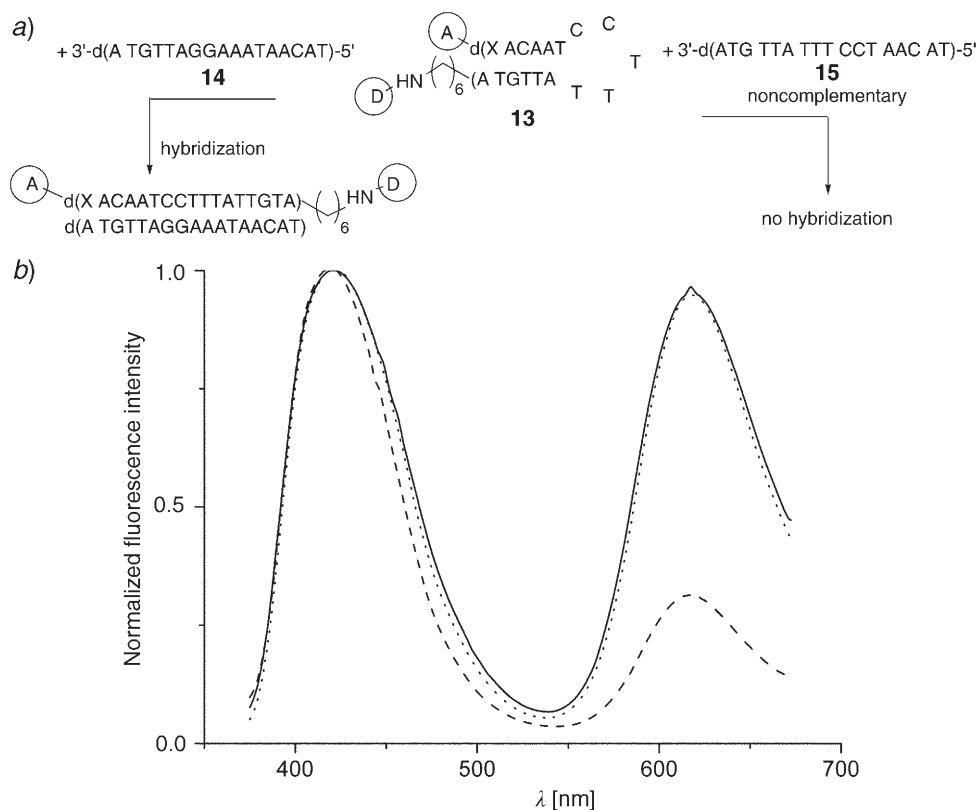 a)
+ 3'-d(A TGTTAGGAAATAACAT)-5'
14
A
d(X ACAAT
C
C
T
T
T
D
HN
( )6
(A TGTTA
13
+ 3'-d(ATG TTA TTT CCT AAC AT)-5'
15
noncomplementary
hybridization
A
d(X ACAATCCTTTATTGTA)
( )6
HN
D
d(A TGTTAGGAAATAACAT)
no hybridization
b)
Normalized fluorescence intensity
1.0
0.5
0.0
400
500
600
700
λ [nm]